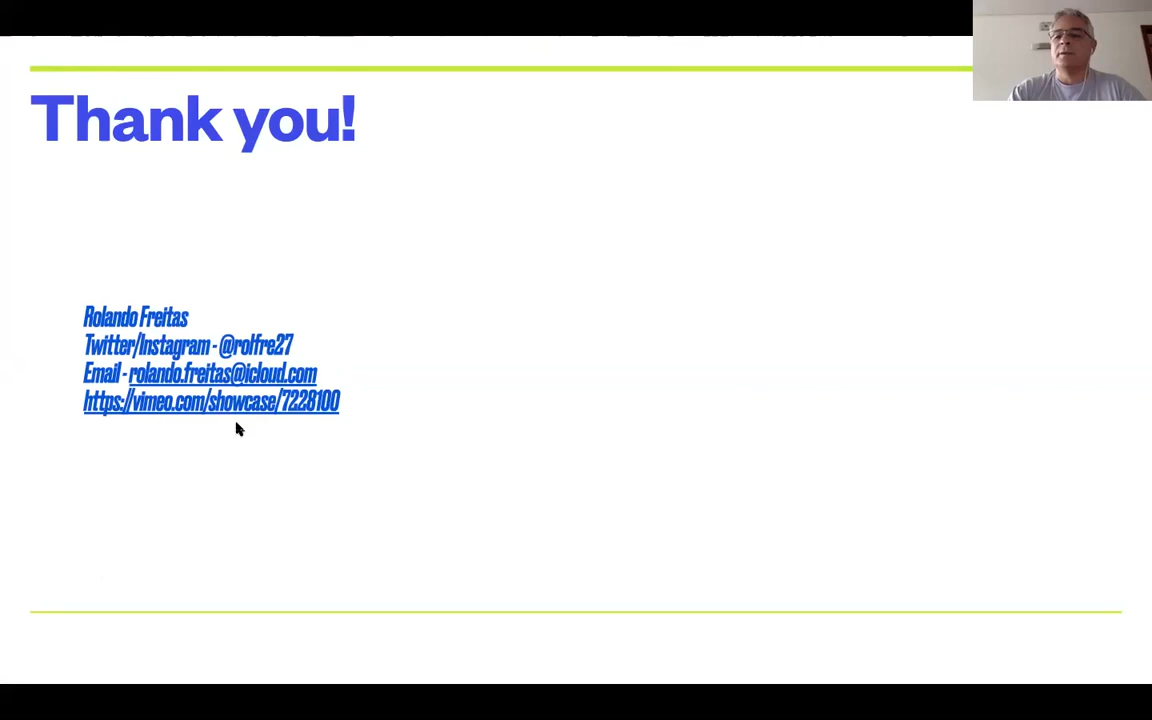 Thank you!
Rolando Freitas
Twitter/Instagram - @rolfre27
Email - rolando.freitas@icloud.com
https://vimeo.com/showcase/7228100